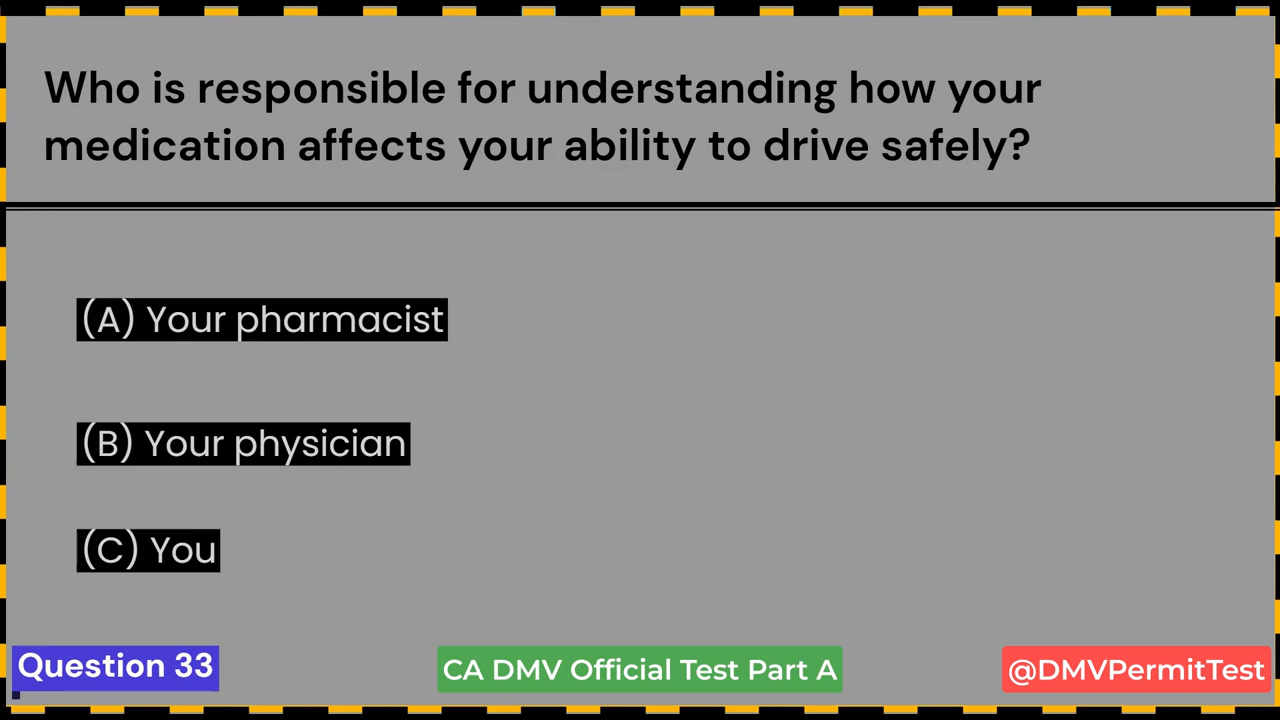 Who is responsible for understanding how your
medication affects your ability to drive safely?
(A) Your pharmacist
(B) Your physician
(C) You
Question 33
CA DMV Official Test Part A
@DMVPermitTest